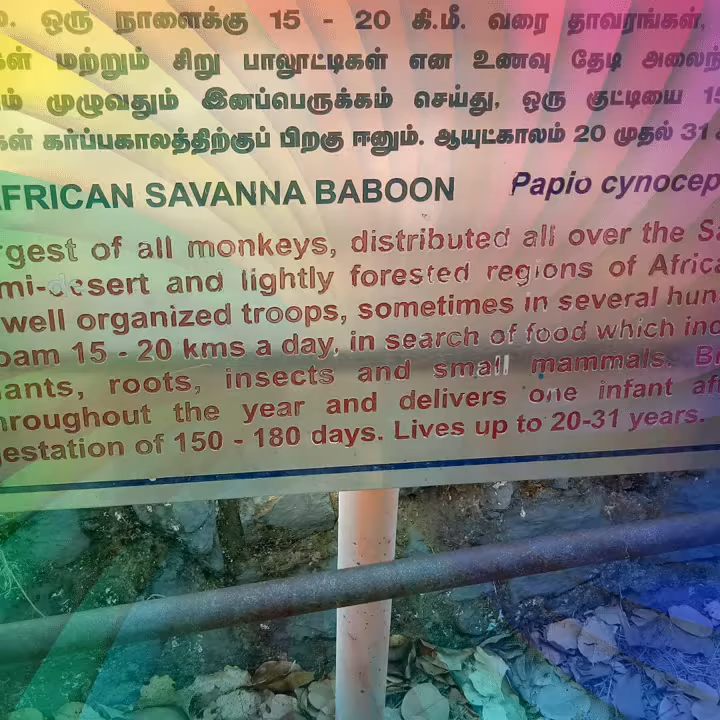 ஒரு நாளைக்கு 15 - 20 கி.மீ. வரை தாவரங்கள்,
மற்றும் சிறு பாலூட்டிகள் என உணவு தேடி
முழுவதும் இனப்பெருக்கம் செய்து, ஒரு குட்டியை
கர்ப்பகாலத்திற்குப் பிறகு ஈனும். ஆயுட்காலம் 20 முதல் 31
AFRICAN SAVANNA BABOON Papio cynocep
rgest of all monkeys, distributed all over the Sa
mi-desert and lightly forested regions of Africa
well organized troops, sometimes in several hun
oam 15 - 20 kms a day, in search of food which inc
ants, roots, insects and small mammals. B
hroughout the year and delivers one infant af
estation of 150 - 180 days. Lives up to 20-31 years.